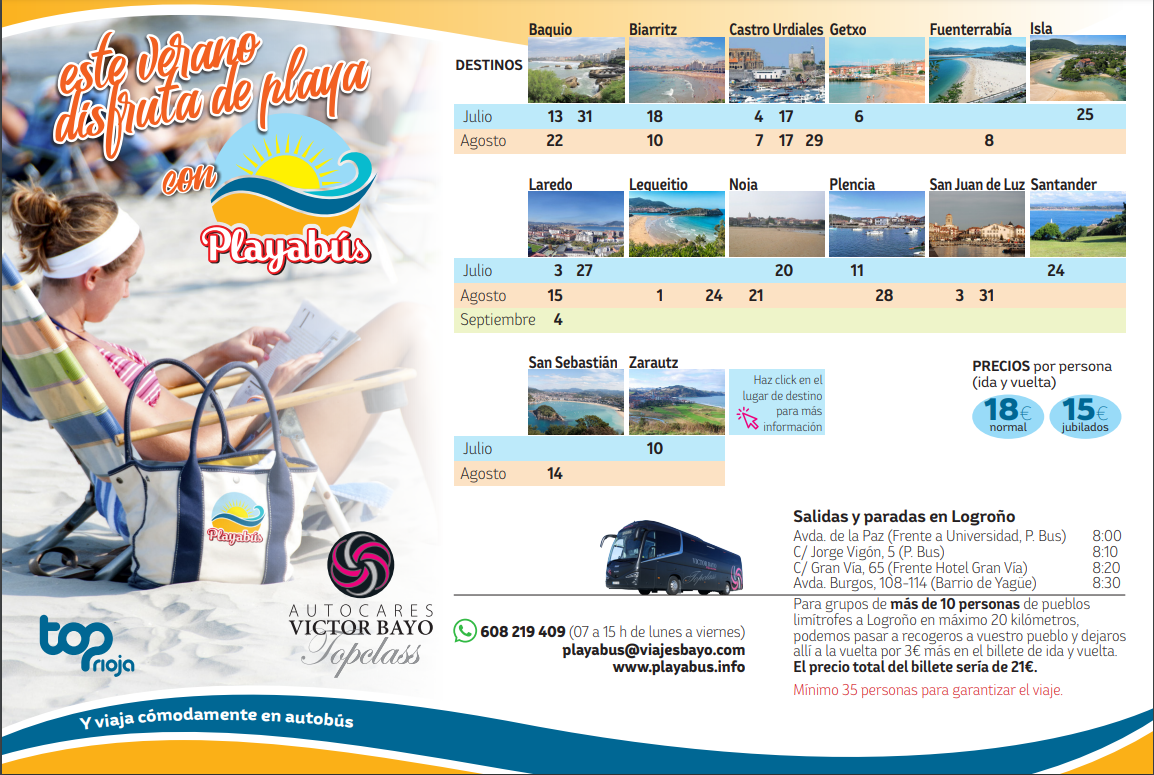 este verano
disfruta de playa
con
Playabús
Playabús
AUTOCARES
VICTOR BAYO
Topclass
top
rioja
Y viaja cómodamente en autobús
DESTINOS
Baquio Biarritz Castro Urdiales Getxo Fuenterrabía Isla
Julio 13 31 18 4 17 6 25
Agosto 22 10 7 17 29 8
Laredo Lequeitio Noja Plencia San Juan de Luz Santander
Julio 3 27 20 11 24
Agosto 15 1 24 21 28 3 31
Septiembre 4
San Sebastián Zarautz
Julio 10
Agosto 14
Haz click en el
lugar de destino
para más
información
PRECIOS por persona
(ida y vuelta)
18€ 15€
normal jubilados
VICTOR BAYO
Topclass
Salidas y paradas en Logroño
Avda. de la Paz (Frente a Universidad, P. Bus) 8:00
C/ Jorge Vigón, 5 (P. Bus) 8:10
C/ Gran Vía, 65 (Frente Hotel Gran Vía) 8:20
Avda. Burgos, 108-114 (Barrio de Yagüe) 8:30
Para grupos de más de 10 personas de pueblos
limítrofes a Logroño en máximo 20 kilómetros,
podemos pasar a recogeros a vuestro pueblo y dejaros
allí a la vuelta por 3€ más en el billete de ida y vuelta.
El precio total del billete sería de 21€.
Mínimo 35 personas para garantizar el viaje.
608 219 409 (07 a 15 h de lunes a viernes)
playabus@viajesbayo.com
www.playabus.info